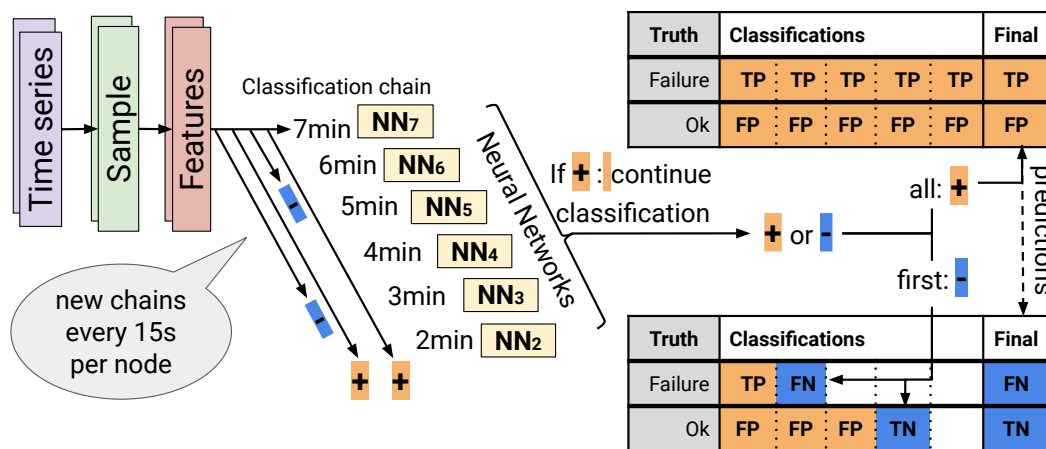 Time series
Sample
Features
Classification chain
7min NN7
6min NN6
5min NN5
4min NN4
3min NN3
2min NN2
-
-
+ +
new chains
every 15s
per node
Neural Networks
If + : continue
classification
+ or -
all: +
first: -
predictions
Truth Classifications Final
Failure TP TP TP TP TP TP
Ok FP FP FP FP FP FP
Truth Classifications Final
Failure TP FN FN
Ok FP FP FP TN TN